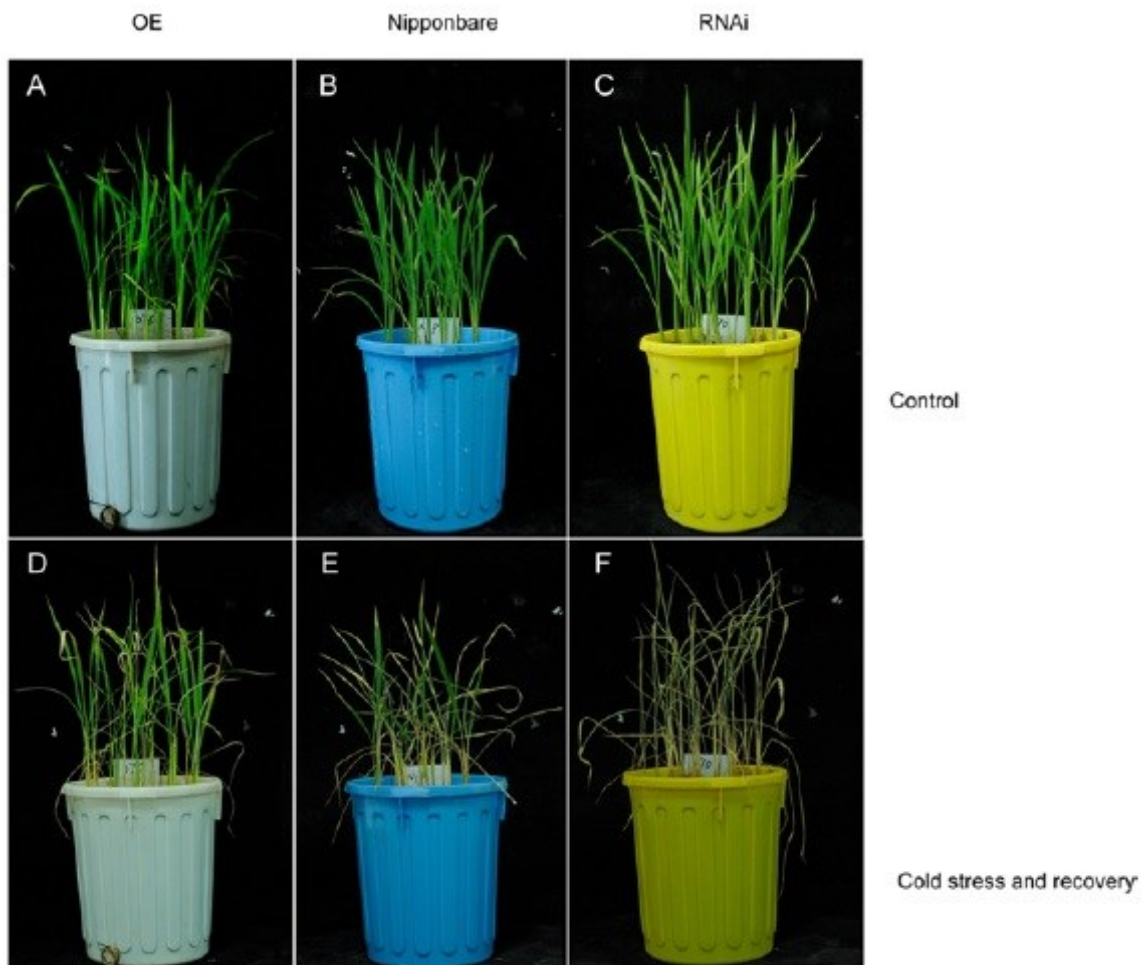 OE Nipponbare RNAi
A B C
Control
D E F
Cold stress and recovery